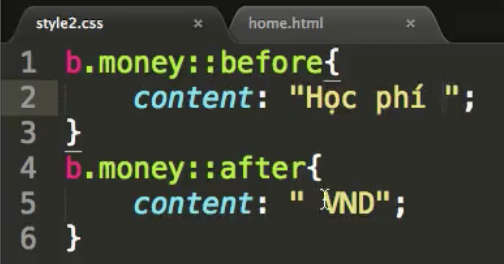 style2.css × home.html ×
1 b.money::before{
2 content: "Học phí ";
3 }
4 b.money::after{
5 content: " VND";
6 }